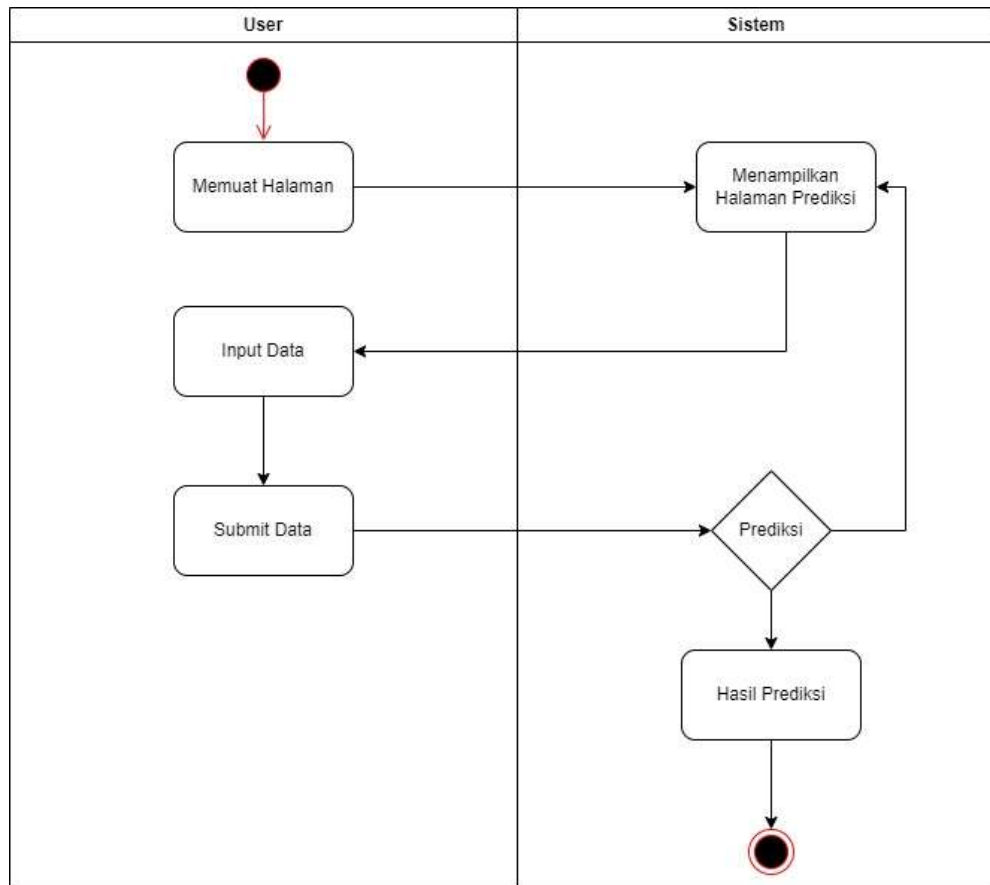 User
Sistem
Memuat Halaman
Menampilkan
Halaman Prediksi
Input Data
Submit Data
Prediksi
Hasil Prediksi